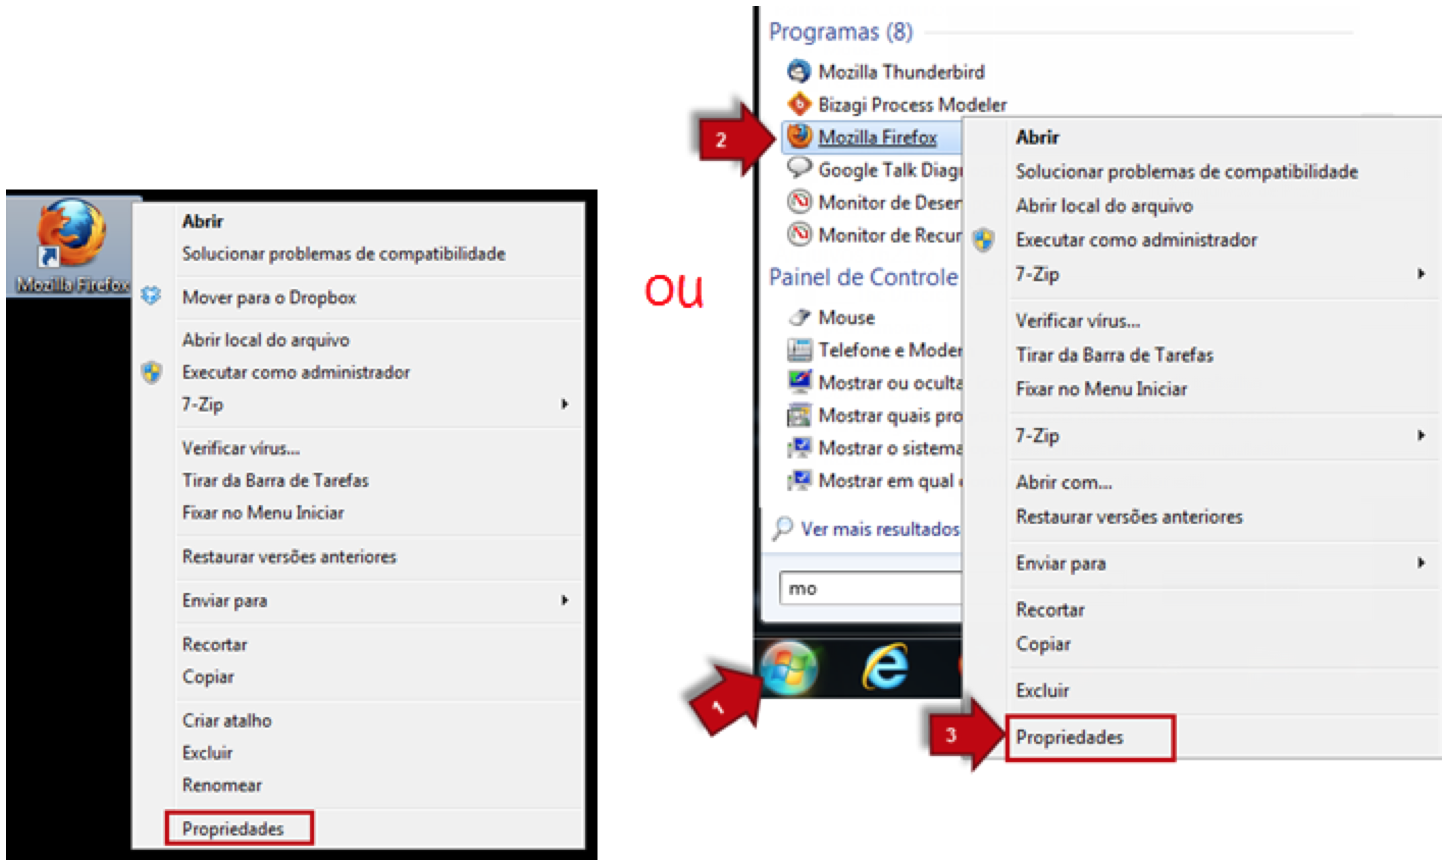 Mozilla Firefox
Abrir
Solucionar problemas de compatibilidade
Mover para o Dropbox
Abrir local do arquivo
Executar como administrador
7-Zip
Verificar vírus...
Tirar da Barra de Tarefas
Fixar no Menu Iniciar
Restaurar versões anteriores
Enviar para
Recortar
Copiar
Criar atalho
Excluir
Renomear
Propriedades
ou
Programas (8)
Mozilla Thunderbird
Bizagi Process Modeler
2
Mozilla Firefox
Google Talk Diag
Monitor de Deser
Monitor de Recur
Painel de Controle
Mouse
Telefone e Moder
Mostrar ou oculta
Mostrar quais pro
Mostrar o sistema
Mostrar em qual
Ver mais resultados
mo
1
Abrir
Solucionar problemas de compatibilidade
Abrir local do arquivo
Executar como administrador
7-Zip
Verificar vírus...
Tirar da Barra de Tarefas
Fixar no Menu Iniciar
7-Zip
Abrir com...
Restaurar versões anteriores
Enviar para
Recortar
Copiar
Excluir
3
Propriedades